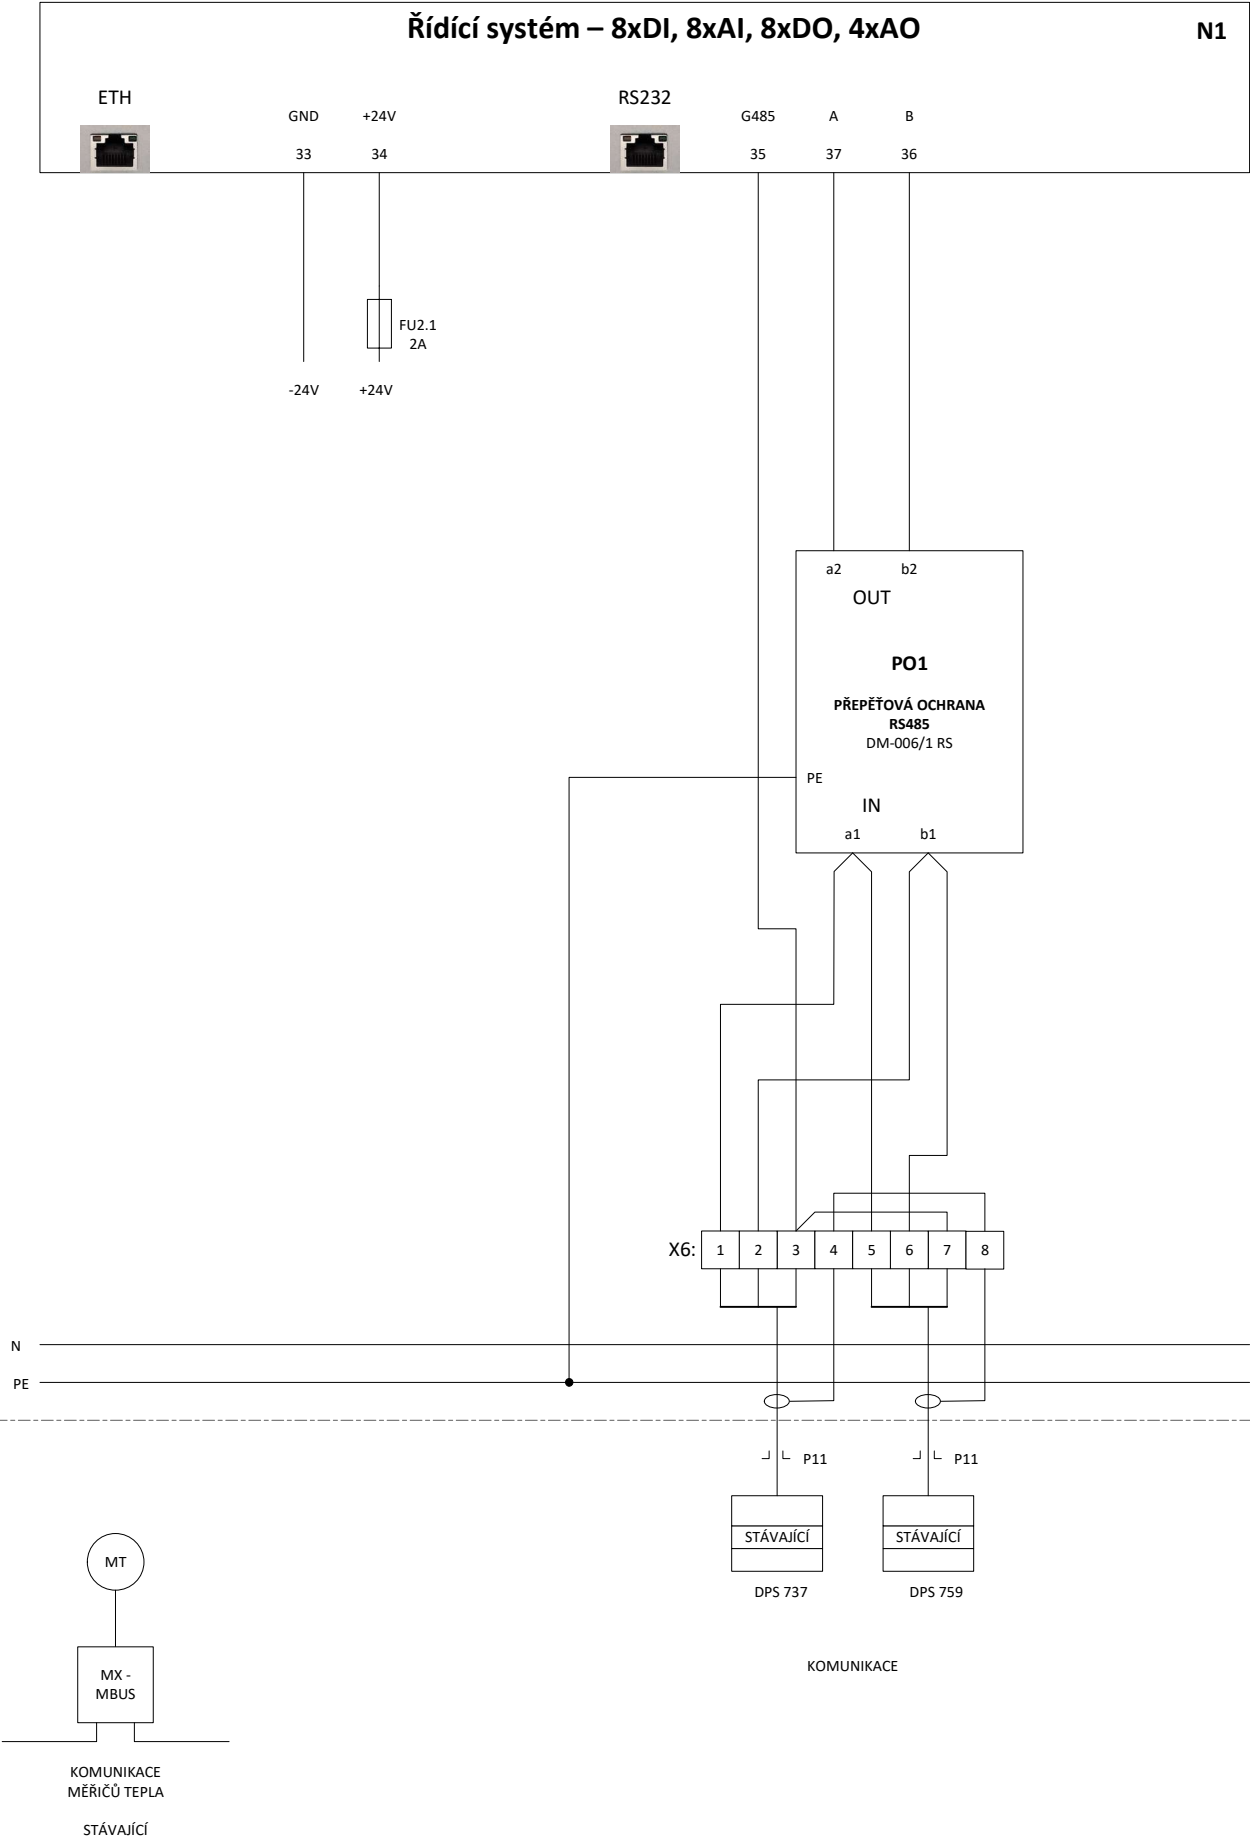 Řídící systém – 8xDI, 8xAI, 8xDO, 4xAO
N1
ETH
RS232
GND
+24V
G485
A
B
33
34
35
37
36
FU2.1
2A
-24V
+24V
a2
b2
OUT
PO1
PŘEPĚŤOVÁ OCHRANA
RS485
DM-006/1 RS
PE
IN
a1
b1
X6:
1
2
3
4
5
6
7
8
N
PE
P11
P11
STÁVAJÍCÍ
STÁVAJÍCÍ
DPS 737
DPS 759
KOMUNIKACE
MT
MX -
MBUS
KOMUNIKACE
MĚŘIČŮ TEPLA
STÁVAJÍCÍ